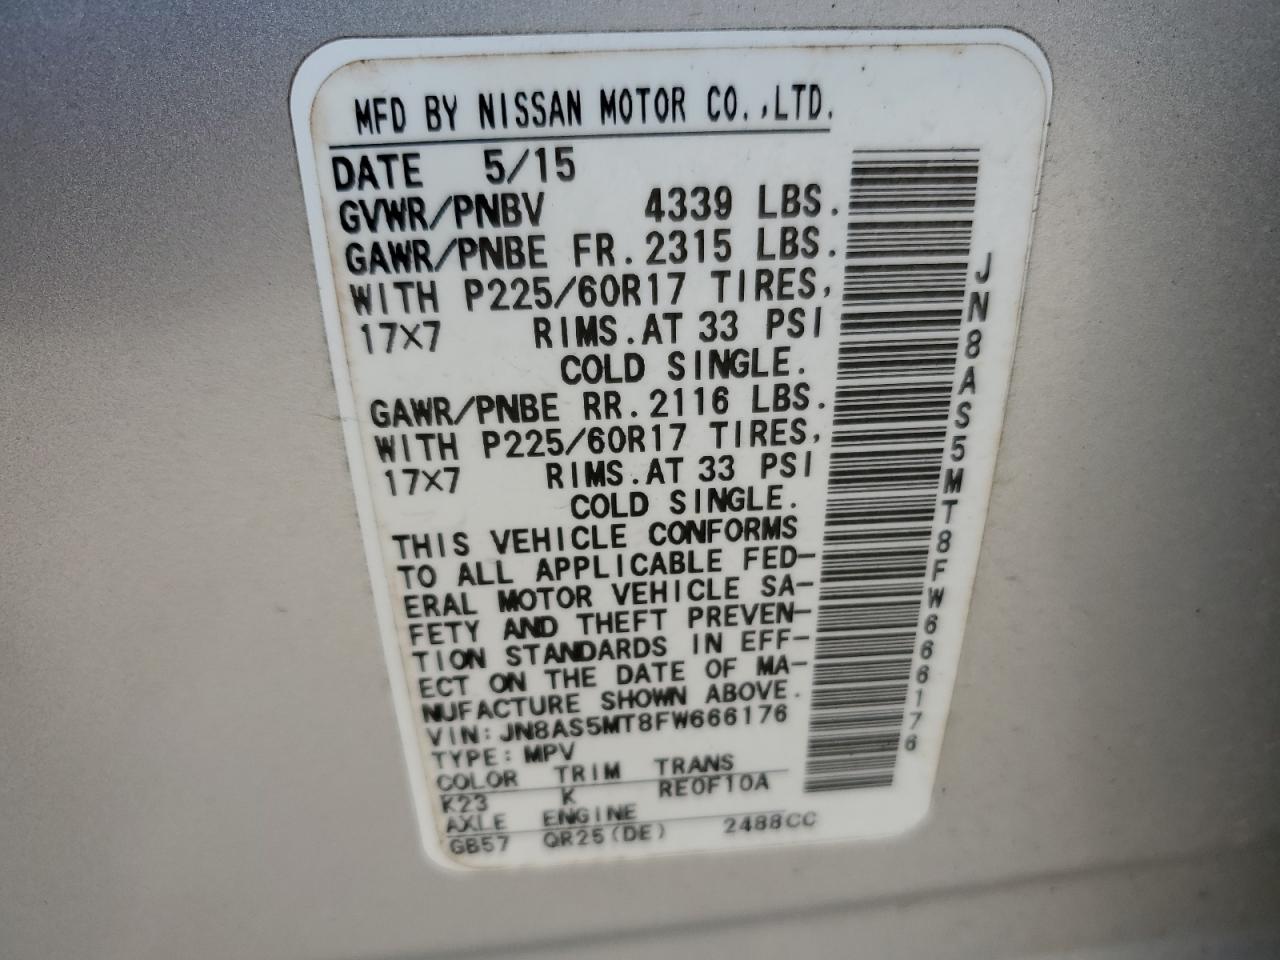 MFD BY NISSAN MOTOR CO.,LTD.
DATE 5/15
GVWR/PNBV 4339 LBS.
GAWR/PNBE FR. 2315 LBS.
WITH P225/60R17 TIRES,
17X7 RIMS. AT 33 PSI
COLD SINGLE.
GAWR/PNBE RR. 2116 LBS.
WITH P225/60R17 TIRES,
17X7 RIMS. AT 33 PSI
COLD SINGLE.
THIS VEHICLE CONFORMS
TO ALL APPLICABLE FED-
ERAL MOTOR VEHICLE SA-
FETY AND THEFT PREVEN-
TION STANDARDS IN EFF-
ECT ON THE DATE OF MA-
NUFACTURE SHOWN ABOVE.
VIN: JN8AS5MT8FW666176
TYPE: MPV
COLOR TRIM TRANS
K23 K RE0F10A
AXLE ENGINE
GB57 QR25(DE) 2488CC
JN8AS5MT8FW666176